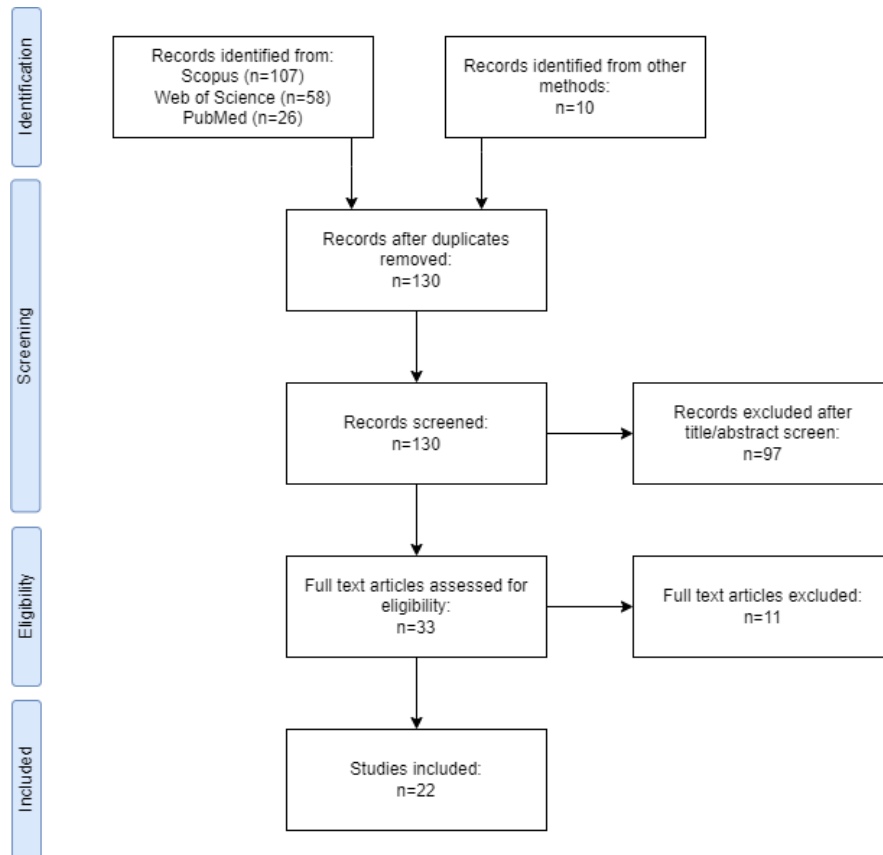 Identification
Records identified from:
Scopus (n=107)
Web of Science (n=58)
PubMed (n=26)
Records identified from other
methods:
n=10
Screening
Records after duplicates
removed:
n=130
Records screened:
n=130
Records excluded after
title/abstract screen:
n=97
Eligibility
Full text articles assessed for
eligibility:
n=33
Full text articles excluded:
n=11
Included
Studies included:
n=22